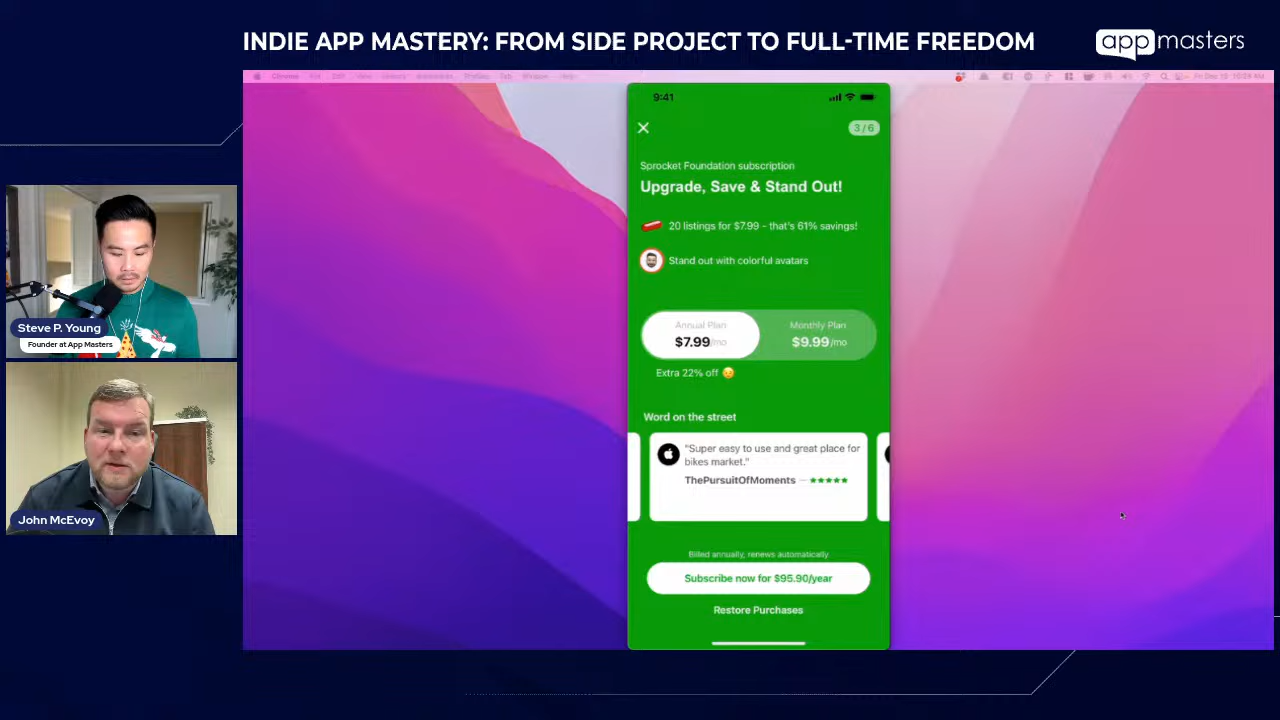 INDIE APP MASTERY: FROM SIDE PROJECT TO FULL-TIME FREEDOM
app masters
Chrome
9:41
3/6
Sprocket Foundation subscription
Upgrade, Save & Stand Out!
20 listings for $7.99 - that's 61% savings!
Stand out with colorful avatars
Annual Plan
$7.99/mo
Monthly Plan
$9.99/mo
Extra 22% off
Word on the street
"Super easy to use and great place for
bikes market."
ThePursuitOfMoments — ★★★★★
Billed annually, renews automatically
Subscribe now for $95.90/year
Restore Purchases
Steve P. Young
Founder at App Masters
John McEvoy